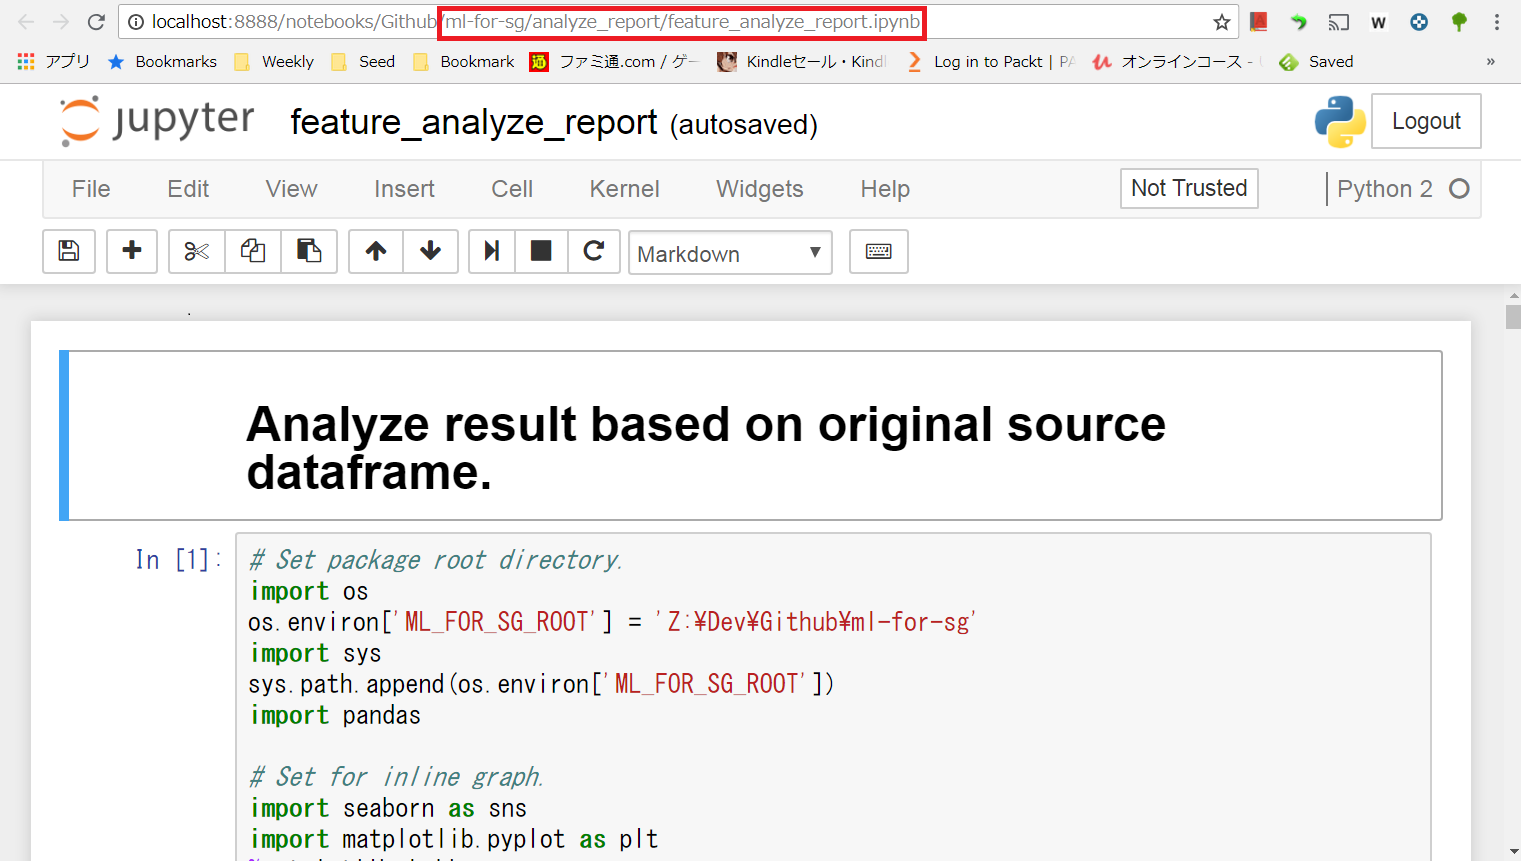 localhost:8888/notebooks/Github/ml-for-sg/analyze_report/feature_analyze_report.ipynb
W
アプリ Bookmarks Weekly Seed Bookmark ファミ通.com / ゲー Kindleセール・Kindl Log in to Packt | PA オンラインコース - Saved »
jupyter feature_analyze_report (autosaved) Logout
File Edit View Insert Cell Kernel Widgets Help Not Trusted Python 2
Markdown
Analyze result based on original source
dataframe.
In [1]: # Set package root directory.
import os
os.environ['ML_FOR_SG_ROOT'] = 'Z:¥Dev¥Github¥ml-for-sg'
import sys
sys.path.append(os.environ['ML_FOR_SG_ROOT'])
import pandas
# Set for inline graph.
import seaborn as sns
import matplotlib.pyplot as plt